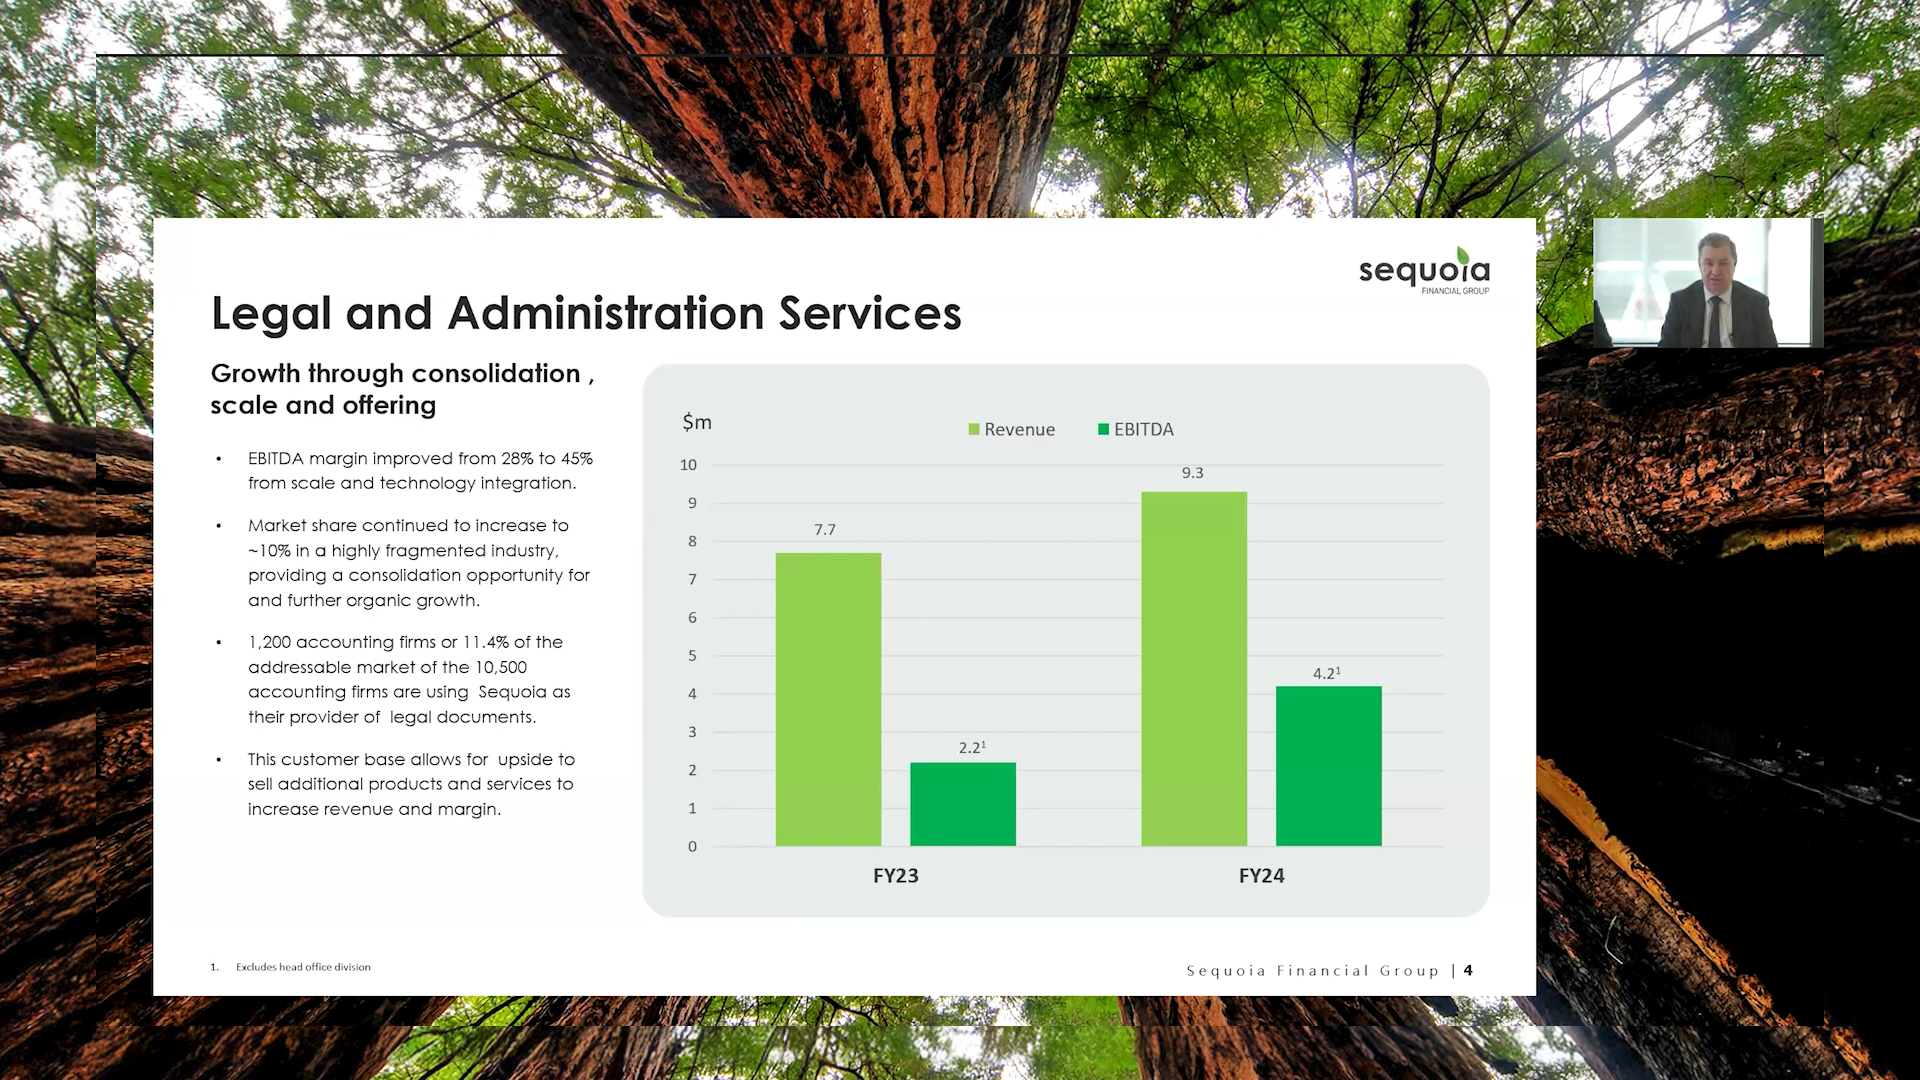 sequoia
FINANCIAL GROUP
Legal and Administration Services
Growth through consolidation ,
scale and offering
• EBITDA margin improved from 28% to 45%
from scale and technology integration.
• Market share continued to increase to
~10% in a highly fragmented industry,
providing a consolidation opportunity for
and further organic growth.
• 1,200 accounting firms or 11.4% of the
addressable market of the 10,500
accounting firms are using  Sequoia as
their provider of  legal documents.
• This customer base allows for  upside to
sell additional products and services to
increase revenue and margin.
$m
Revenue EBITDA
10
9
8
7
6
5
4
3
2
1
0
7.7
2.2¹
9.3
4.2¹
FY23 FY24
1. Excludes head office division
Sequoia Financial Group | 4